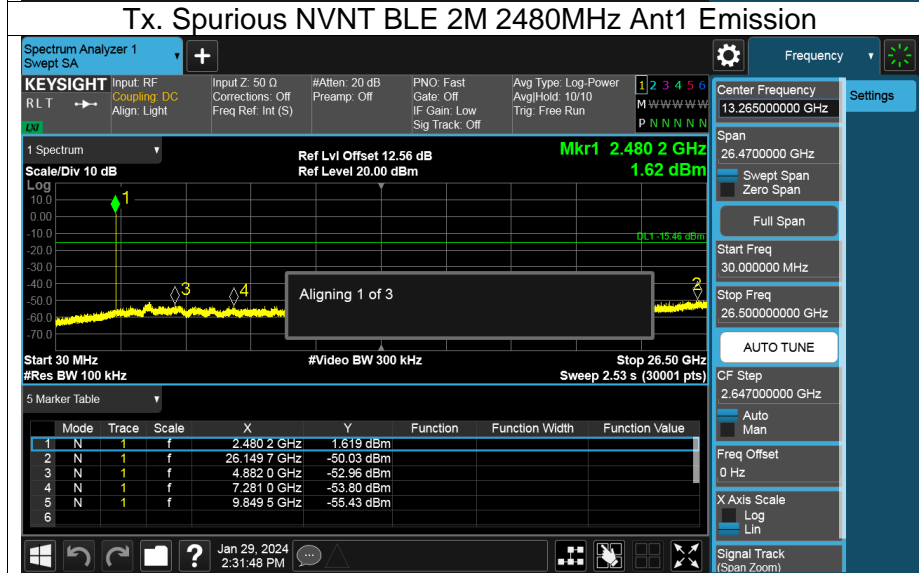 Tx. Spurious NVNT BLE 2M 2480MHz Ant1 Emission
Spectrum Analyzer 1
Swept SA
+
Frequency
KEYSIGHT
RLT
LXI
Input: RF
Coupling: DC
Align: Light
Input Z: 50 Ω
Corrections: Off
Freq Ref: Int (S)
#Atten: 20 dB
Preamp: Off
PNO: Fast
Gate: Off
IF Gain: Low
Sig Track: Off
Avg Type: Log-Power
Avg|Hold: 10/10
Trig: Free Run
1 2 3 4 5 6
M W W W W W
P N N N N N
1 Spectrum
Scale/Div 10 dB
Ref Lvl Offset 12.56 dB
Ref Level 20.00 dBm
Mkr1 2.480 2 GHz
1.62 dBm
Log
10.0
0.00
-10.0
-20.0
-30.0
-40.0
-50.0
-60.0
-70.0
1
3
4
2
DL1 -15.46 dBm
Aligning 1 of 3
Start 30 MHz
#Res BW 100 kHz
#Video BW 300 kHz
Stop 26.50 GHz
Sweep 2.53 s (30001 pts)
5 Marker Table
Mode Trace Scale X Y Function Function Width Function Value
1 N 1 f 2.480 2 GHz 1.619 dBm
2 N 1 f 26.149 7 GHz -50.03 dBm
3 N 1 f 4.882 0 GHz -52.96 dBm
4 N 1 f 7.281 0 GHz -53.80 dBm
5 N 1 f 9.849 5 GHz -55.43 dBm
6
?
Jan 29, 2024
2:31:48 PM
Center Frequency
13.265000000 GHz
Settings
Span
26.4700000 GHz
Swept Span
Zero Span
Full Span
Start Freq
30.000000 MHz
Stop Freq
26.500000000 GHz
AUTO TUNE
CF Step
2.647000000 GHz
Auto
Man
Freq Offset
0 Hz
X Axis Scale
Log
Lin
Signal Track
(Span Zoom)